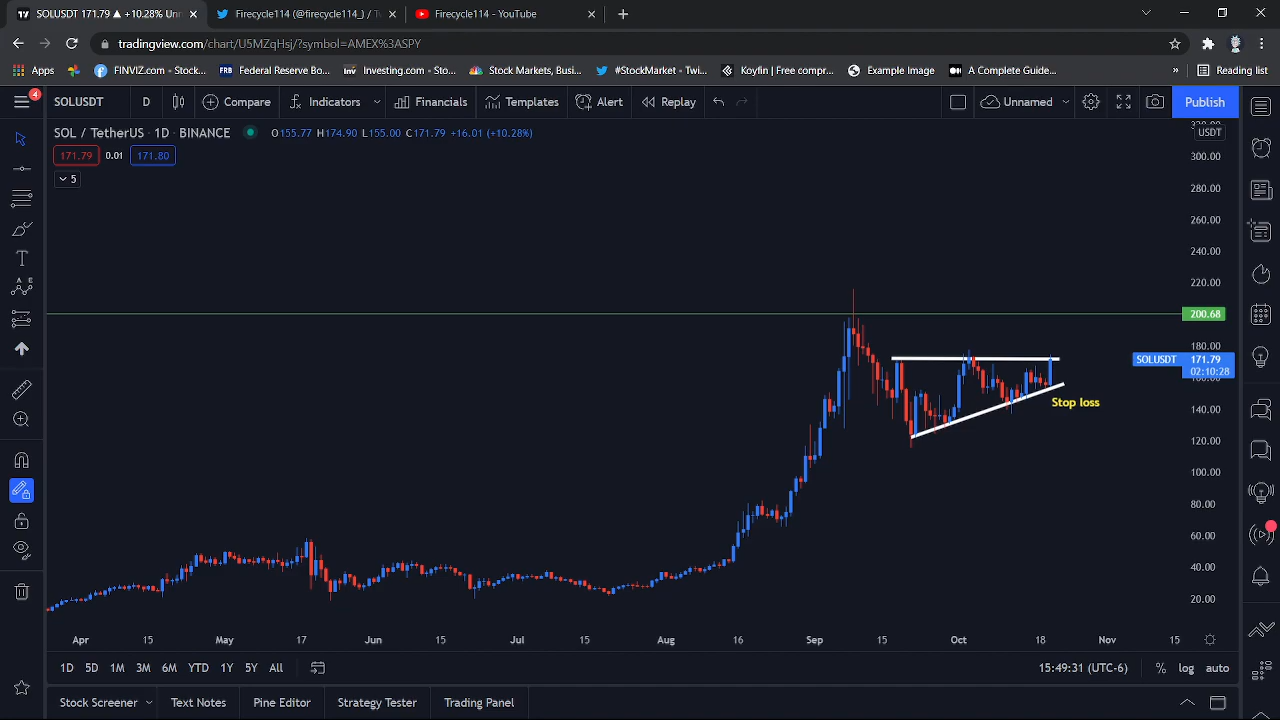 SOLUSDT 171.79 ▲ +10.28% Unn
Firecycle114 (@firecycle114_) / Tw
Firecycle114 - YouTube
tradingview.com/chart/U5MZqHsj/?symbol=AMEX%3ASPY
Apps
FINVIZ.com - Stock...
FRB Federal Reserve Bo...
Inv Investing.com - Sto...
Stock Markets, Busi...
#StockMarket - Twi...
Koyfin | Free compr...
Example Image
A Complete Guide...
»
Reading list
4
SOLUSDT
D
Compare
Indicators
Financials
Templates
Alert
Replay
Unnamed
Publish
SOL / TetherUS · 1D · BINANCE
O155.77 H174.90 L155.00 C171.79 +16.01 (+10.28%)
171.79 0.01 171.80
5
USDT
300.00
280.00
260.00
240.00
220.00
200.68
180.00
SOLUSDT 171.79
02:10:28
160.00
140.00
Stop loss
120.00
100.00
80.00
60.00
40.00
20.00
Apr 15 May 17 Jun 15 Jul 15 Aug 16 Sep 15 Oct 18 Nov 15
1D 5D 1M 3M 6M YTD 1Y 5Y All
15:49:31 (UTC-6) % log auto
Stock Screener Text Notes Pine Editor Strategy Tester Trading Panel